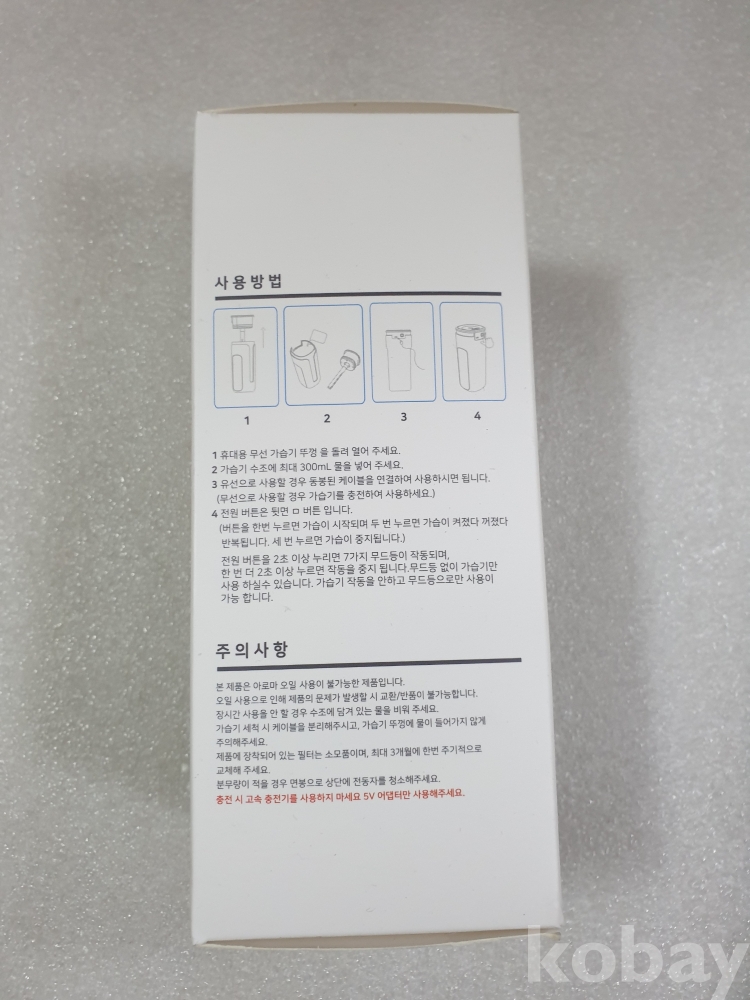 사용방법
1 2 3 4
1 휴대용 무선 가습기 뚜껑 을 돌려 열어 주세요.
2 가습기 수조에 최대 300mL 물을 넣어 주세요.
3 유선으로 사용할 경우 동봉된 케이블을 연결하여 사용하시면 됩니다.
(무선으로 사용할 경우 가습기를 충전하여 사용하세요.)
4 전원 버튼은 뒷면 ㅁ 버튼 입니다.
(버튼을 한번 누르면 가습이 시작되며 두 번 누르면 가습이 켜졌다 꺼졌다
반복됩니다. 세 번 누르면 가습이 중지됩니다.)
전원 버튼을 2초 이상 누리면 7가지 무드등이 작동되며,
한 번 더 2초 이상 누르면 작동을 중지 됩니다.무드등 없이 가습기만
사용 하실수 있습니다. 가습기 작동을 안하고 무드등으로만 사용이
가능 합니다.
주의사항
본 제품은 아로마 오일 사용이 불가능한 제품입니다.
오일 사용으로 인해 제품의 문제가 발생할 시 교환/반품이 불가능합니다.
장시간 사용을 안 할 경우 수조에 담겨 있는 물을 비워 주세요.
가습기 세척 시 케이블을 분리해주시고, 가습기 뚜껑에 물이 들어가지 않게
주의해주세요.
제품에 장착되어 있는 필터는 소모품이며, 최대 3개월에 한번 주기적으로
교체해 주세요.
분무량이 적을 경우 면봉으로 상단에 전동자를 청소해주세요.
충전 시 고속 충전기를 사용하지 마세요 5V 어댑터만 사용해주세요.
kobay